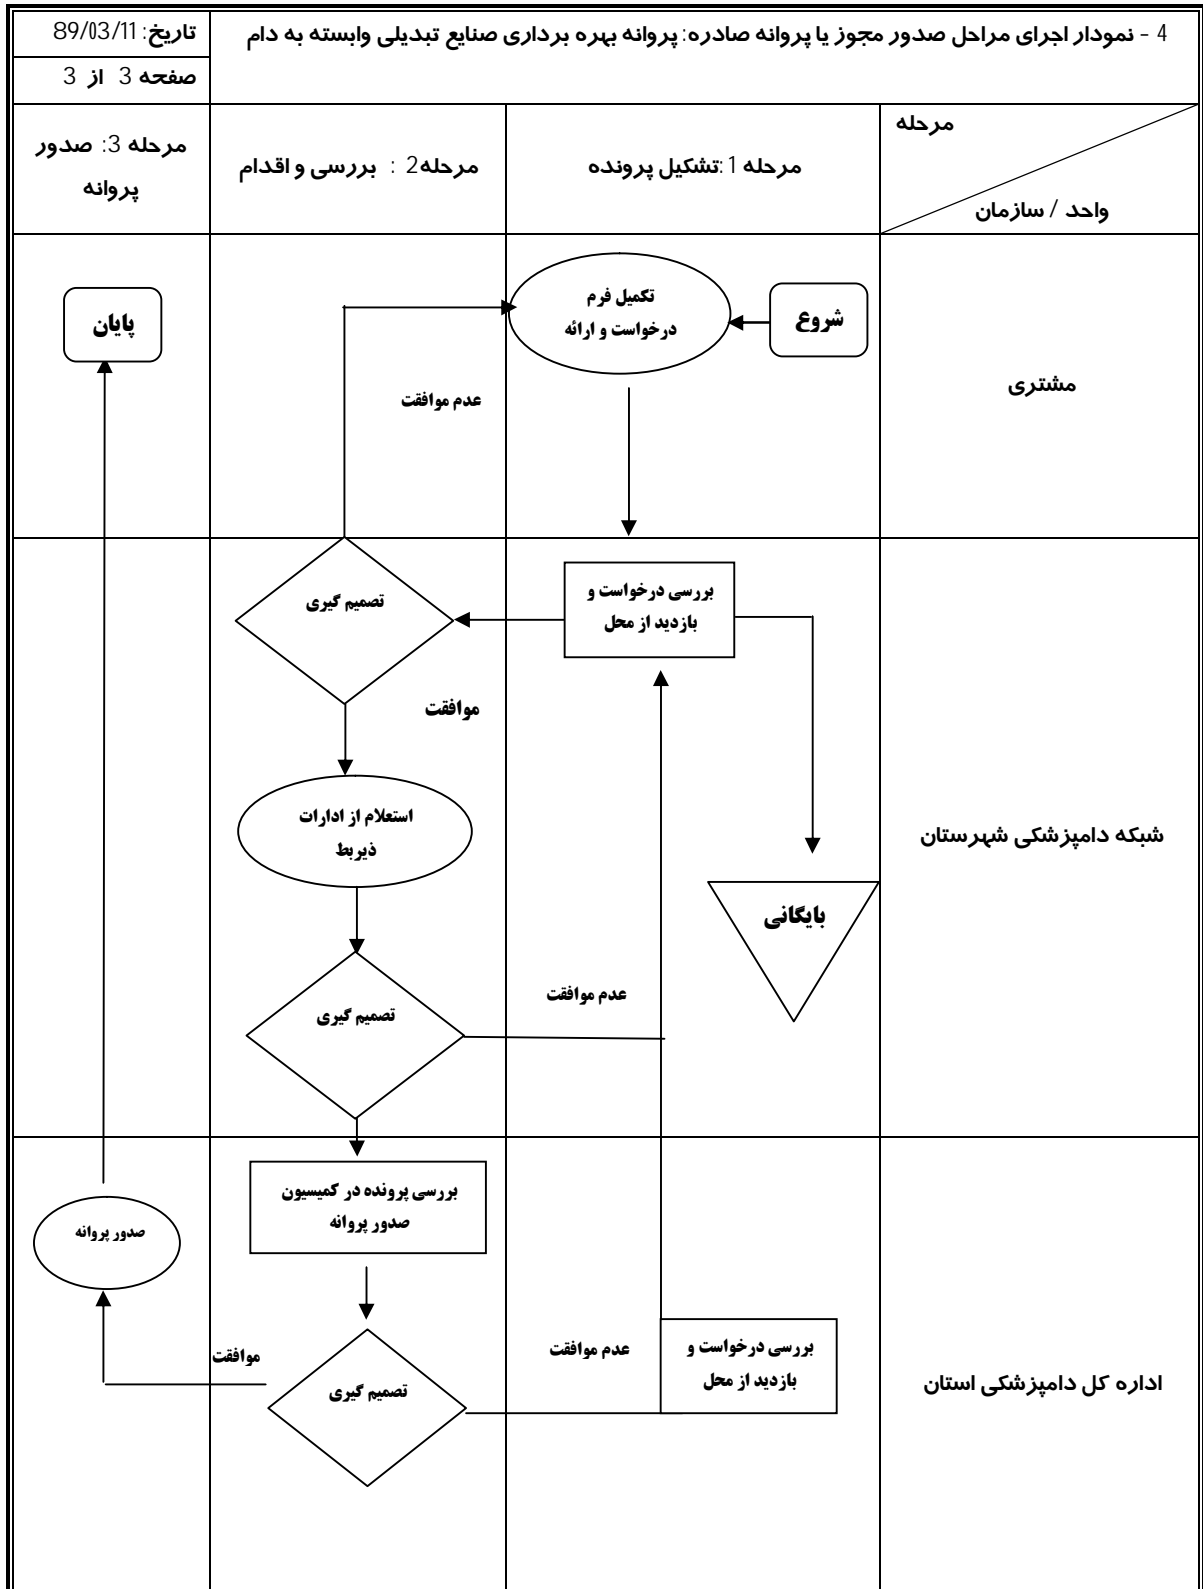 4 - نمودار اجرای مراحل صدور مجوز یا پروانه صادره: پروانه بهره برداری صنایع تبدیلی وابسته به دام
تاریخ: 89/03/11
صفحه 3 از 3
مرحله
واحد / سازمان
مرحله 1:تشکیل پرونده
مرحله2 : بررسی و اقدام
مرحله 3: صدور
پروانه
مشتری
شروع
تکمیل فرم
درخواست و ارائه
عدم موافقت
پایان
شبکه دامپزشکی شهرستان
بررسی درخواست و
بازدید از محل
تصمیم گیری
موافقت
استعلام از ادارات
ذیربط
بایگانی
عدم موافقت
تصمیم گیری
اداره کل دامپزشکی استان
بررسی پرونده در کمیسیون
صدور پروانه
صدور پروانه
بررسی درخواست و
بازدید از محل
عدم موافقت
تصمیم گیری
موافقت